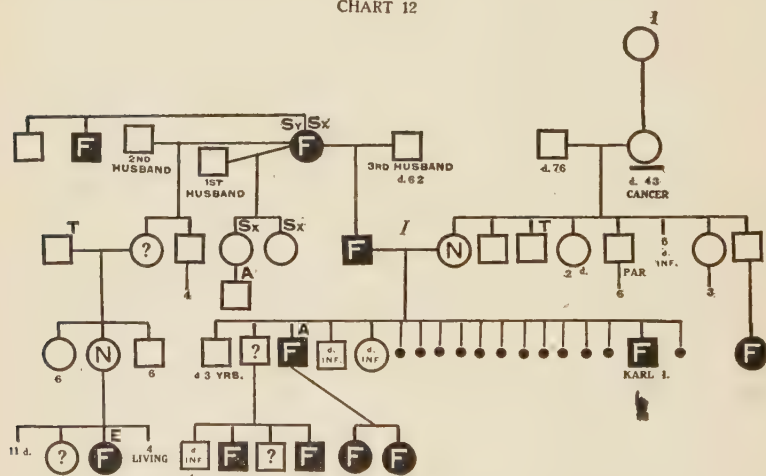 CHART 12
I
Sy Sx
F F
2ND HUSBAND
1ST HUSBAND
3RD HUSBAND
d. 62
d. 76
d. 43
CANCER
T ? 4
Sx Sx
A
F I N
T
2 d.
PAR
6
6
d.
INF.
3
6 N 6
d 3 YRS.
?
A
F
d.
INF.
d.
INF
F
KARL I.
F
11 d.
?
E
F
4
LIVING
d
INF
F ? F F F